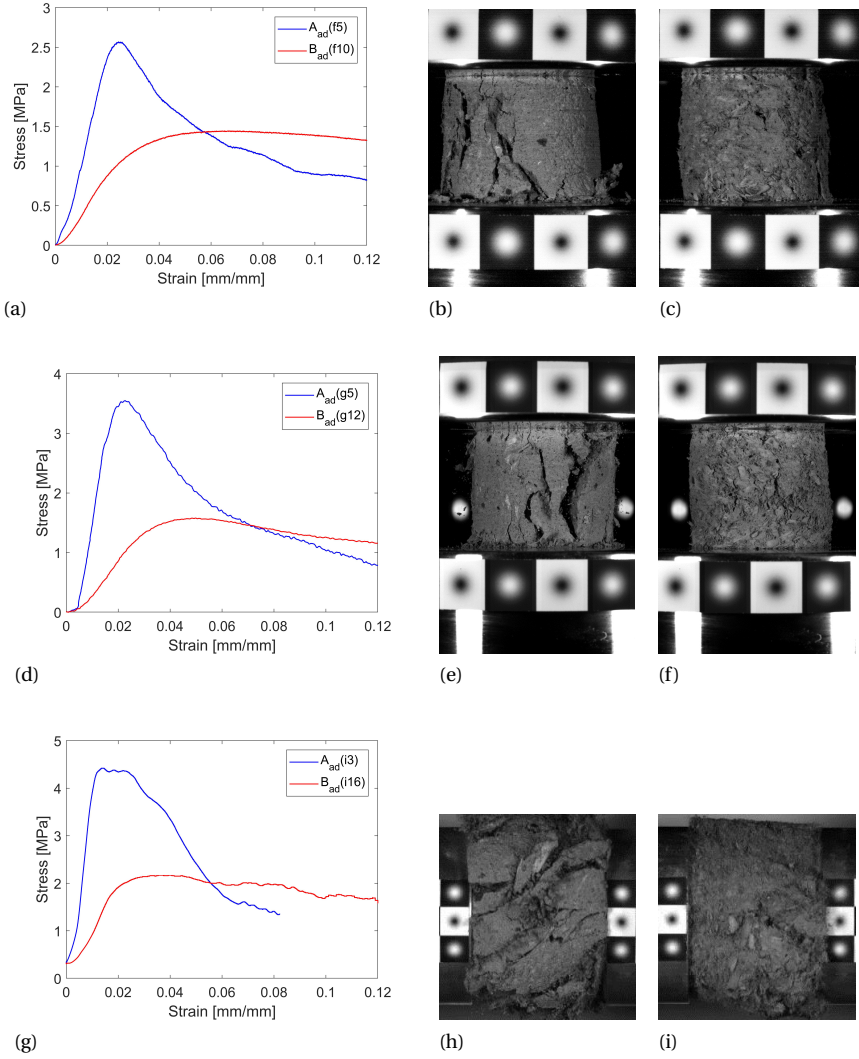 3
2.5
2
1.5
1
0.5
0
Stress [MPa]
A_ad(f5)
B_ad(f10)
0 0.02 0.04 0.06 0.08 0.1 0.12
Strain [mm/mm]
(a) (b) (c)
4
3
2
1
0
Stress [MPa]
A_ad(g5)
B_ad(g12)
0 0.02 0.04 0.06 0.08 0.1 0.12
Strain [mm/mm]
(d) (e) (f)
5
4
3
2
1
0
Stress [MPa]
A_ad(i3)
B_ad(i16)
0 0.02 0.04 0.06 0.08 0.1 0.12
Strain [mm/mm]
(g) (h) (i)